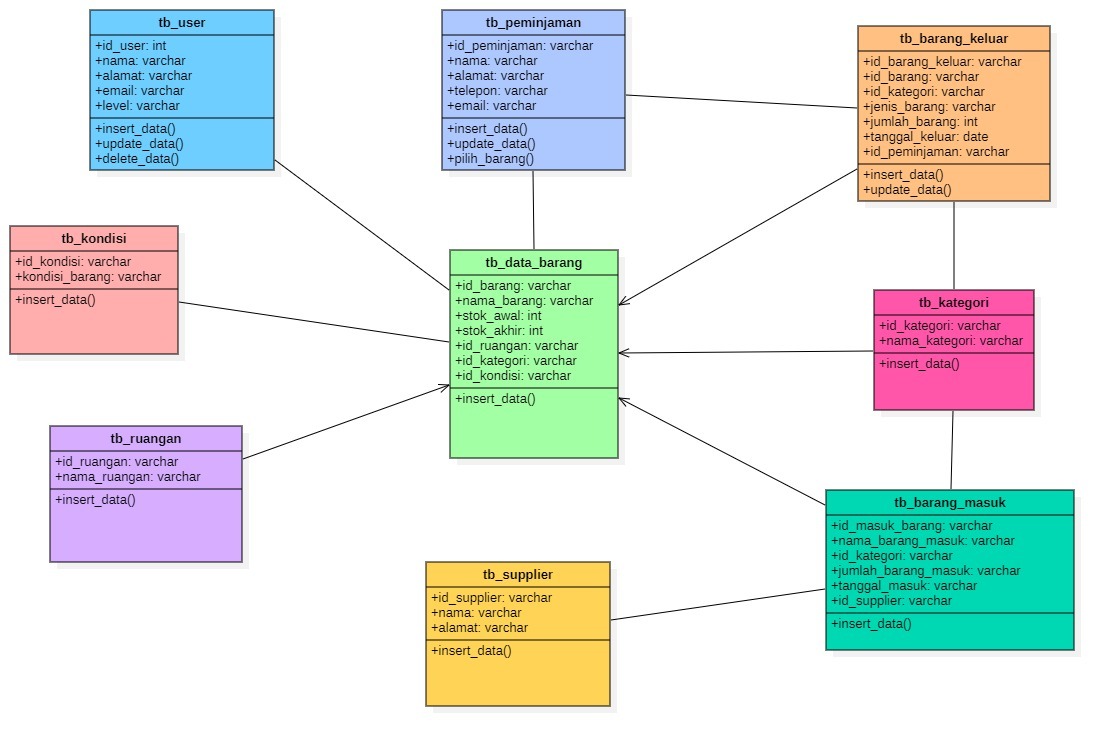 tb_user
+id_user: int
+nama: varchar
+alamat: varchar
+email: varchar
+level: varchar
+insert_data()
+update_data()
+delete_data()
tb_peminjaman
+id_peminjaman: varchar
+nama: varchar
+alamat: varchar
+telepon: varchar
+email: varchar
+insert_data()
+update_data()
+pilih_barang()
tb_barang_keluar
+id_barang_keluar: varchar
+id_barang: varchar
+id_kategori: varchar
+jenis_barang: varchar
+jumlah_barang: int
+tanggal_keluar: date
+id_peminjaman: varchar
+insert_data()
+update_data()
tb_kondisi
+id_kondisi: varchar
+kondisi_barang: varchar
+insert_data()
tb_data_barang
+id_barang: varchar
+nama_barang: varchar
+stok_awal: int
+stok_akhir: int
+id_ruangan: varchar
+id_kategori: varchar
+id_kondisi: varchar
+insert_data()
tb_kategori
+id_kategori: varchar
+nama_kategori: varchar
+insert_data()
tb_ruangan
+id_ruangan: varchar
+nama_ruangan: varchar
+insert_data()
tb_barang_masuk
+id_masuk_barang: varchar
+nama_barang_masuk: varchar
+id_kategori: varchar
+jumlah_barang_masuk: varchar
+tanggal_masuk: varchar
+id_supplier: varchar
+insert_data()
tb_supplier
+id_supplier: varchar
+nama: varchar
+alamat: varchar
+insert_data()